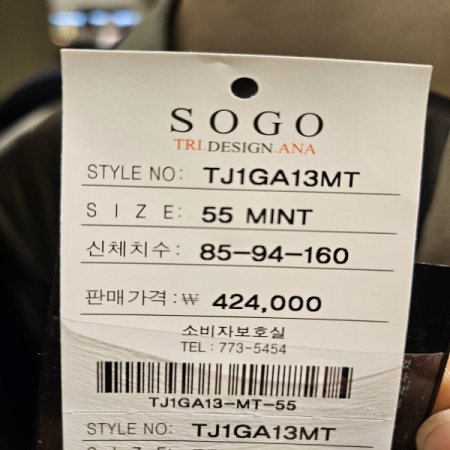 SOGO
TRI.DESIGN.ANA
STYLE NO: TJ1GA13MT
SIZE: 55 MINT
신체치수: 85-94-160
판매가격:₩ 424,000
소비자보호실
TEL : 773-5454
TJ1GA13-MT-55
STYLE NO: TJ1GA13MT